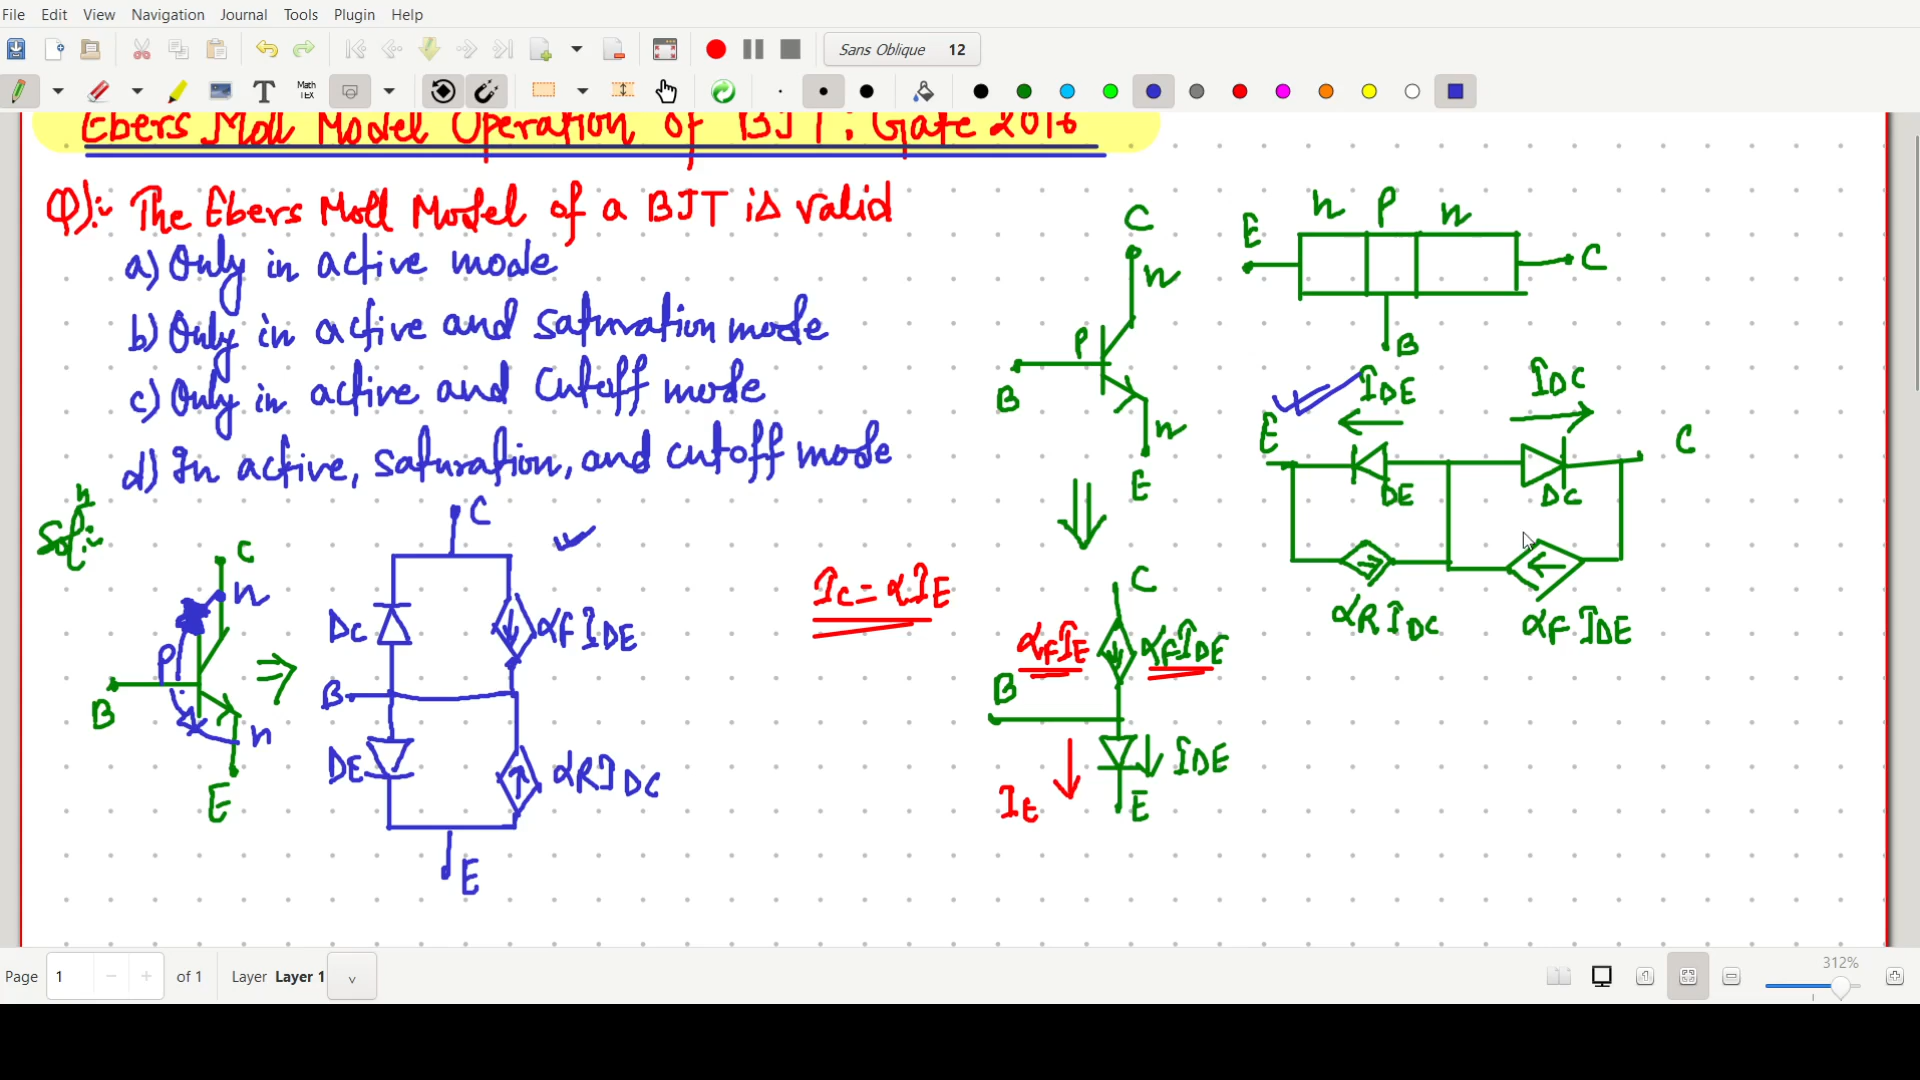 File Edit View Navigation Journal Tools Plugin Help
Sans Oblique 12
Math TEX
Ebers Moll Model Operation of BJT : Gate 2016
Q):- The Ebers Moll Model of a BJT is valid
a) Only in active mode
b) Only in active and saturation mode
c) Only in active and cutoff mode
d) In active, saturation, and cutoff mode
Soln:-
C
n
P
B
n
E
C
DC
αF IDE
B
DE
αR IDC
E
IC = αIE
C
n
P
B
n
E
C
αF IE
αF IDE
B
IDE
IE
E
n P n
E
C
B
IDE
IDC
E
C
DE
DC
αR IDC
αF IDE
Page 1 of 1 Layer Layer 1
312%